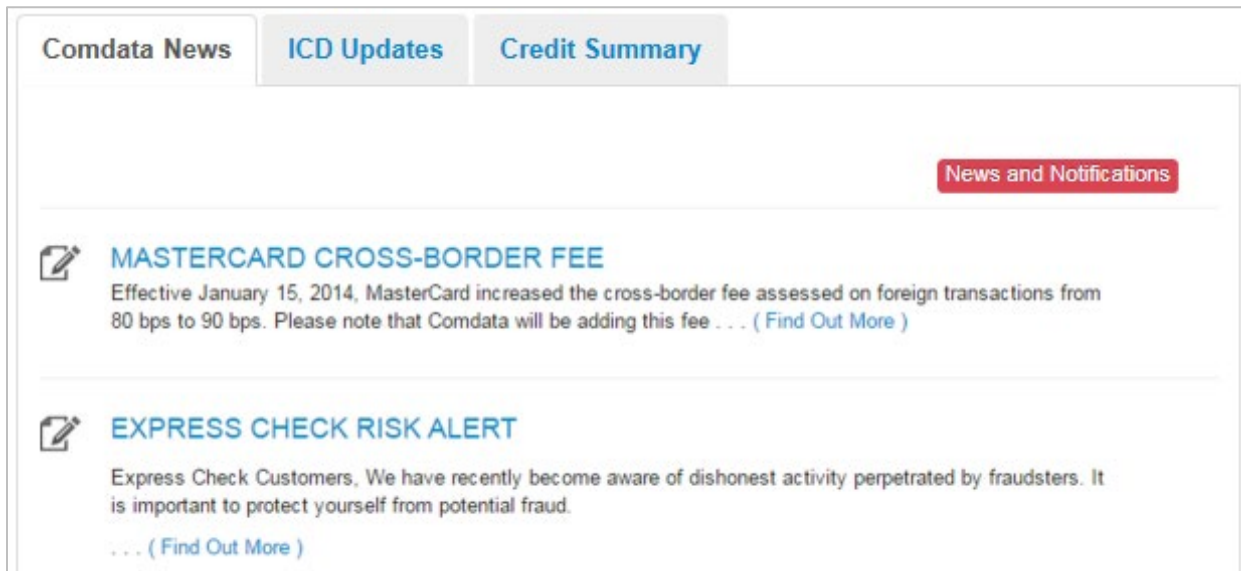 Comdata News ICD Updates Credit Summary
News and Notifications
MASTERCARD CROSS-BORDER FEE
Effective January 15, 2014, MasterCard increased the cross-border fee assessed on foreign transactions from
80 bps to 90 bps. Please note that Comdata will be adding this fee . . . ( Find Out More )
EXPRESS CHECK RISK ALERT
Express Check Customers, We have recently become aware of dishonest activity perpetrated by fraudsters. It
is important to protect yourself from potential fraud.
. . . ( Find Out More )